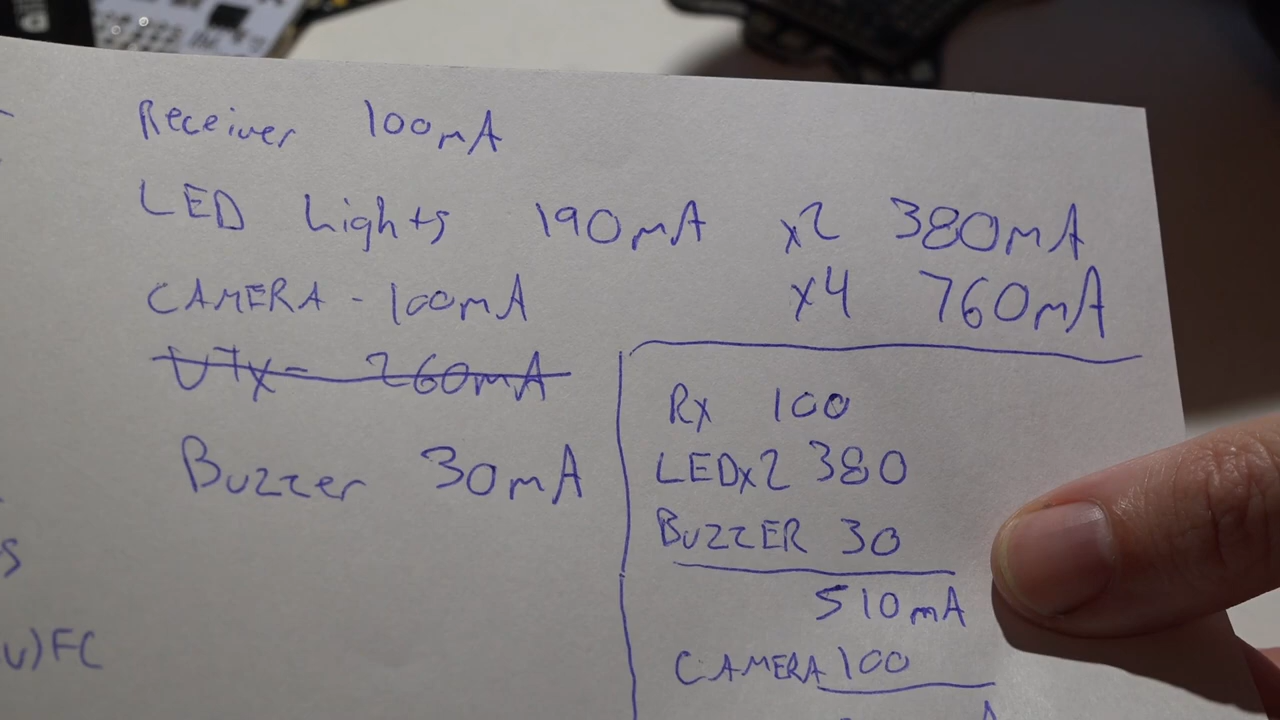 Receiver 100mA
LED Lights 190mA x2 380mA
x4 760mA
CAMERA - 100mA
VTx - 260mA
Buzzer 30mA
Rx 100
LEDx2 380
BUZZER 30
510mA
CAMERA 100
s
v)FC